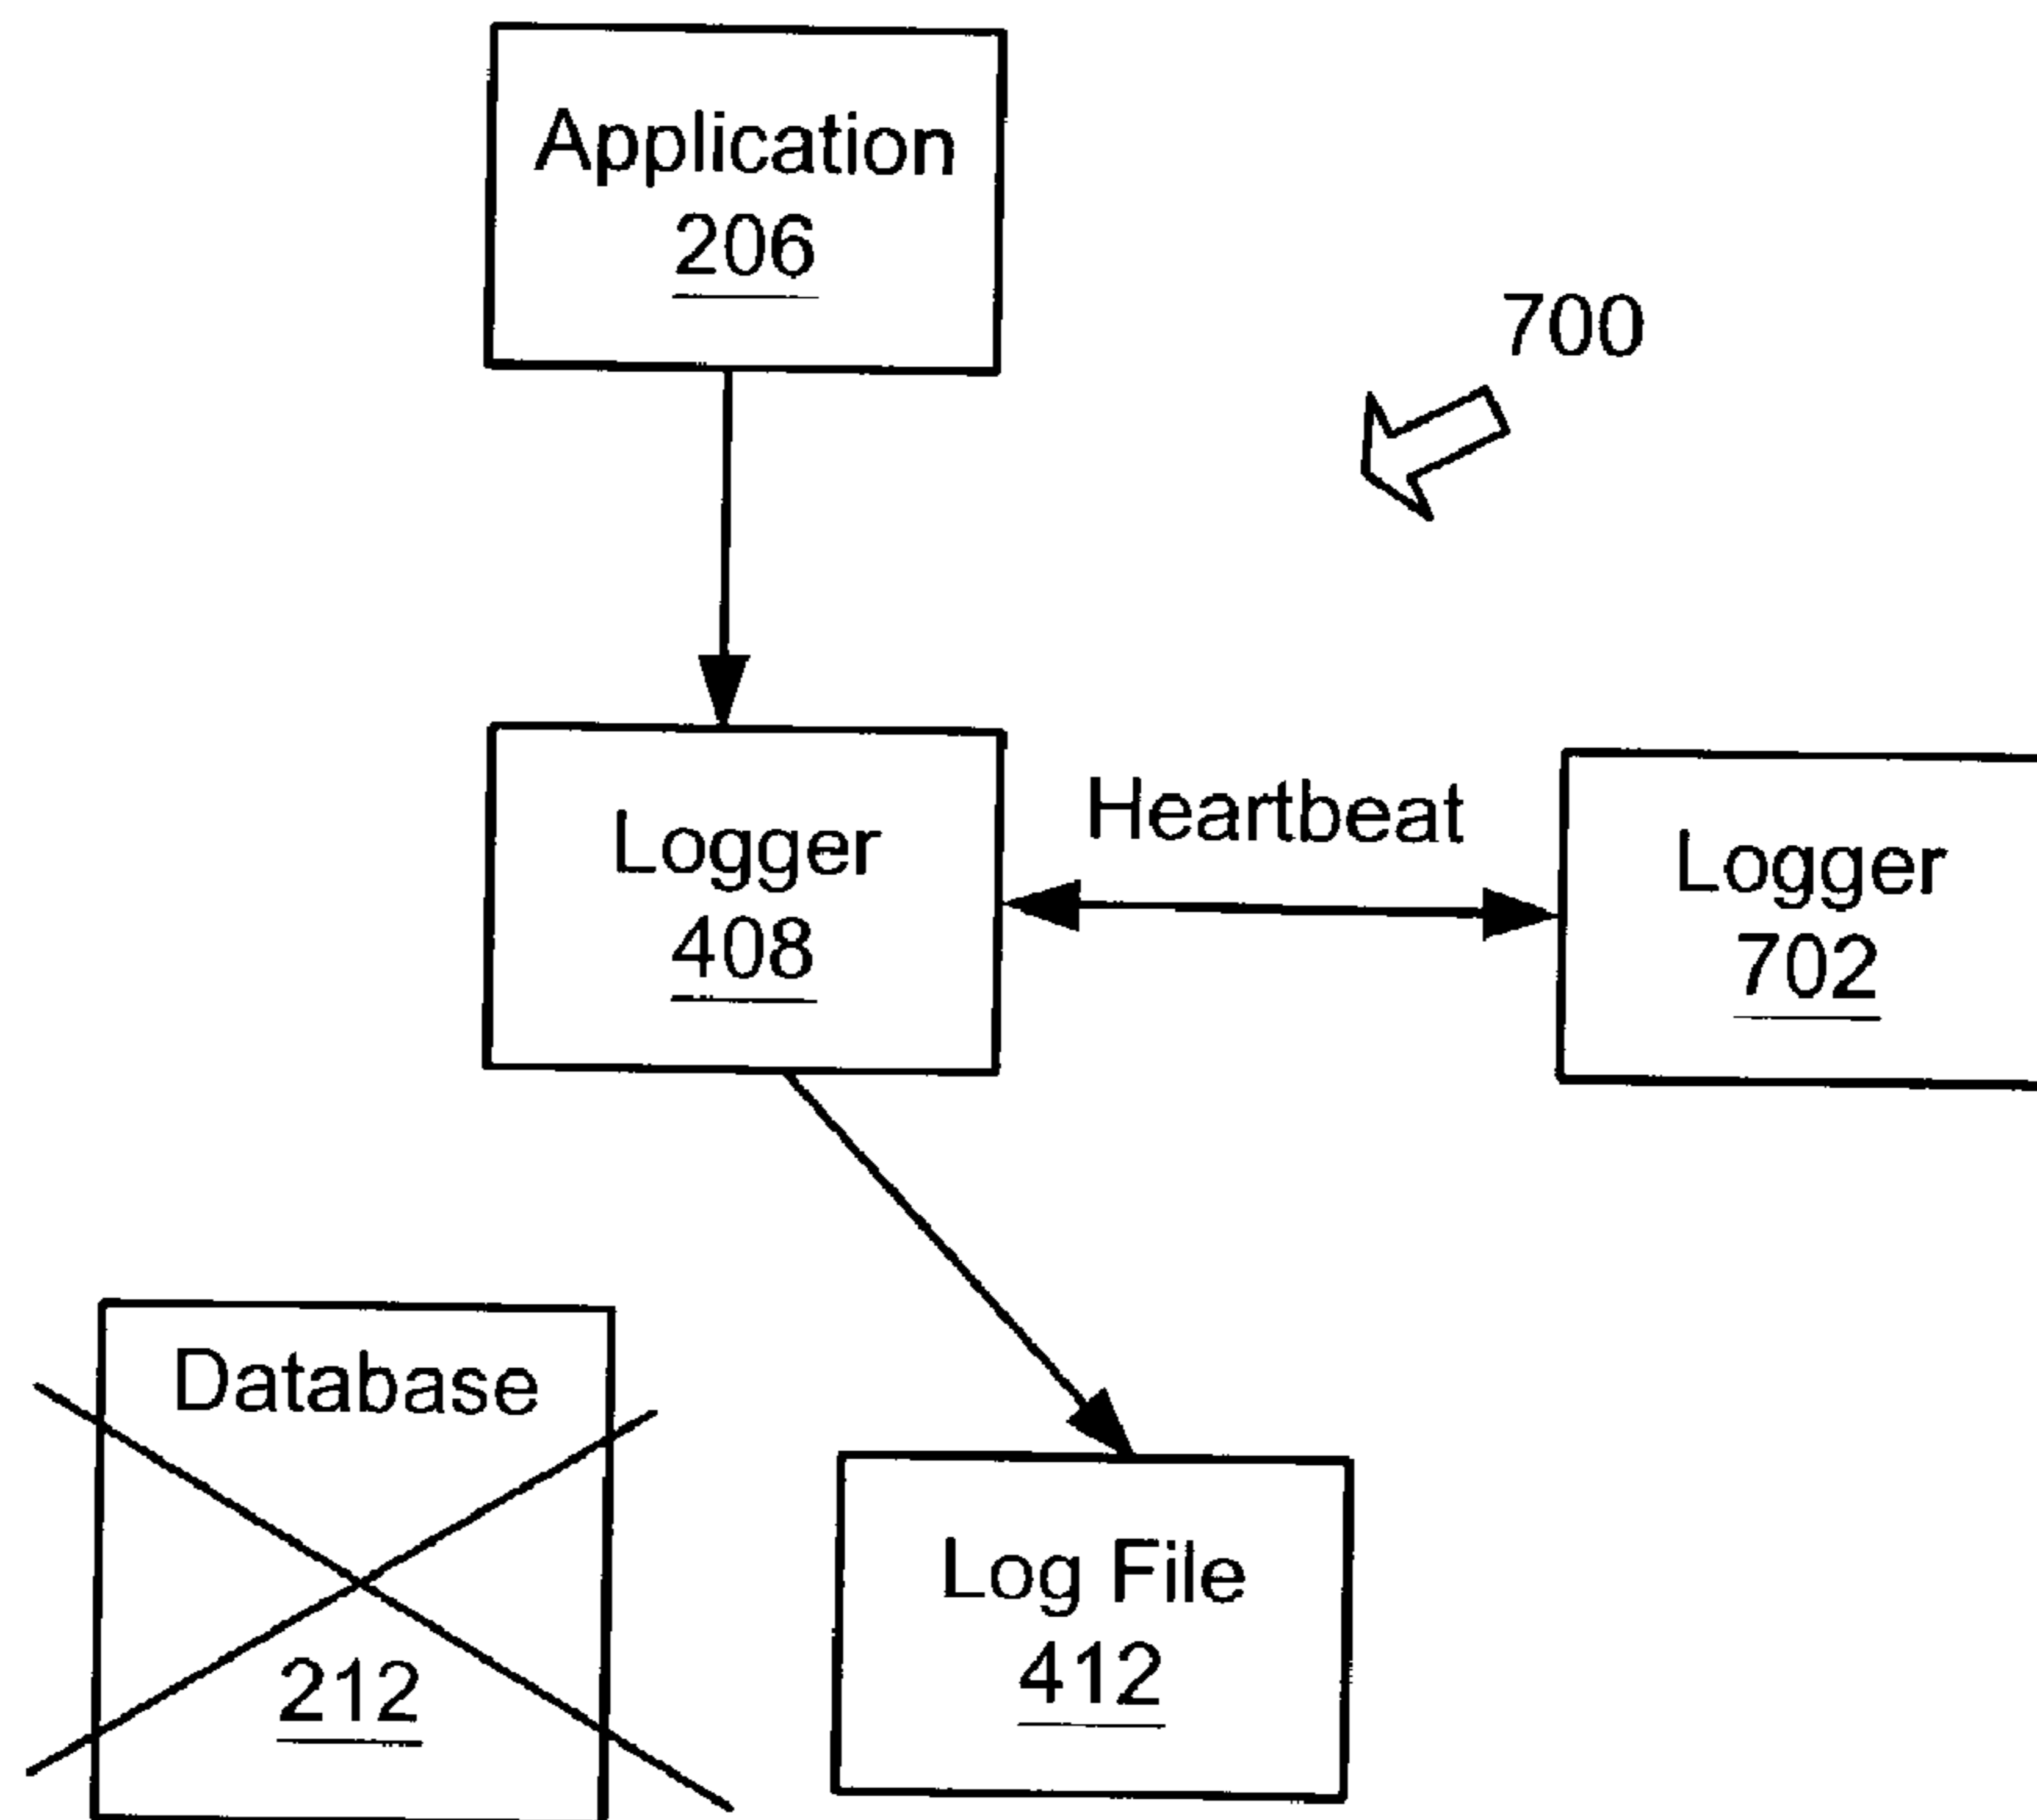 Application
206
700
Logger
408
Heartbeat
Logger
702
Database
212
Log File
412